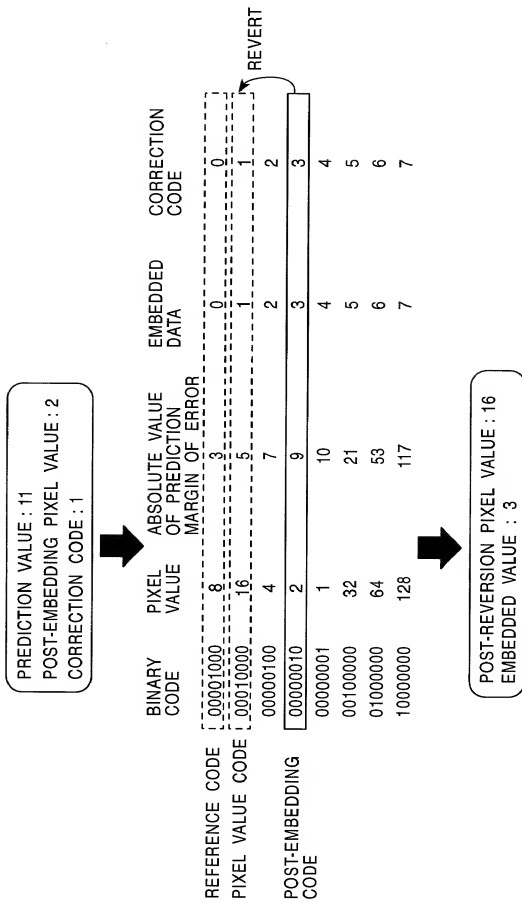 PREDICTION VALUE : 11
POST-EMBEDDING PIXEL VALUE : 2
CORRECTION CODE : 1
BINARY CODE PIXEL VALUE ABSOLUTE VALUE OF PREDICTION MARGIN OF ERROR EMBEDDED DATA CORRECTION CODE
REFERENCE CODE 00001000 8 3 0 0
PIXEL VALUE CODE 00010000 16 5 1 1
REVERT
00000100 4 7 2 2
POST-EMBEDDING CODE 00000010 2 9 3 3
00000001 1 10 4 4
00100000 32 21 5 5
01000000 64 53 6 6
10000000 128 117 7 7
POST-REVERSION PIXEL VALUE : 16
EMBEDDED VALUE : 3